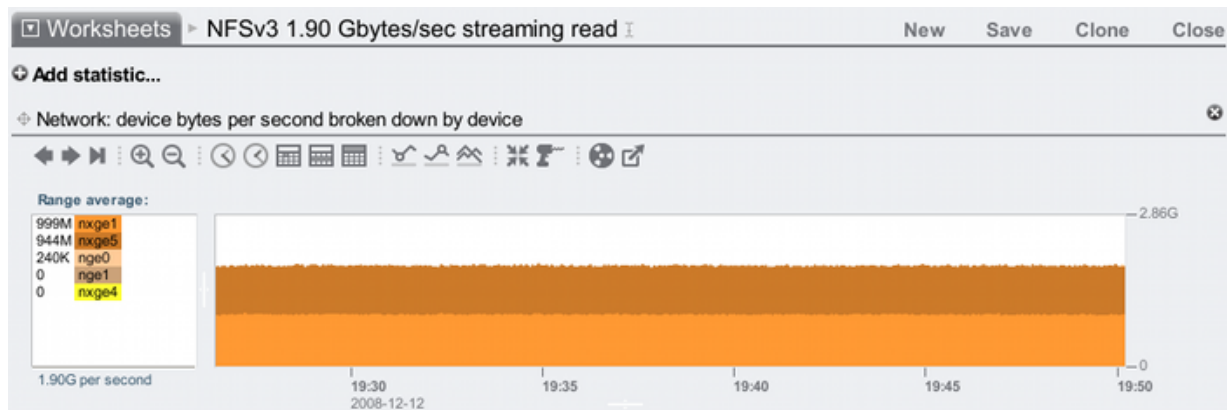 Worksheets NFSv3 1.90 Gbytes/sec streaming read New Save Clone Close
Add statistic...
Network: device bytes per second broken down by device
Range average:
999M nxge1
944M nxge5
240K nge0
0 nge1
0 nxge4
1.90G per second
2.86G
0
19:30 19:35 19:40 19:45 19:50
2008-12-12